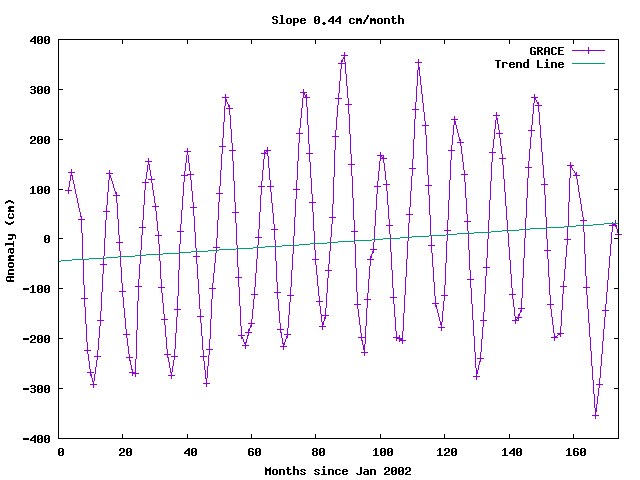 Slope 0.44 cm/month
GRACE
Trend Line
400
300
200
100
0
-100
-200
-300
-400
Anomaly (cm)
0 20 40 60 80 100 120 140 160
Months since Jan 2002